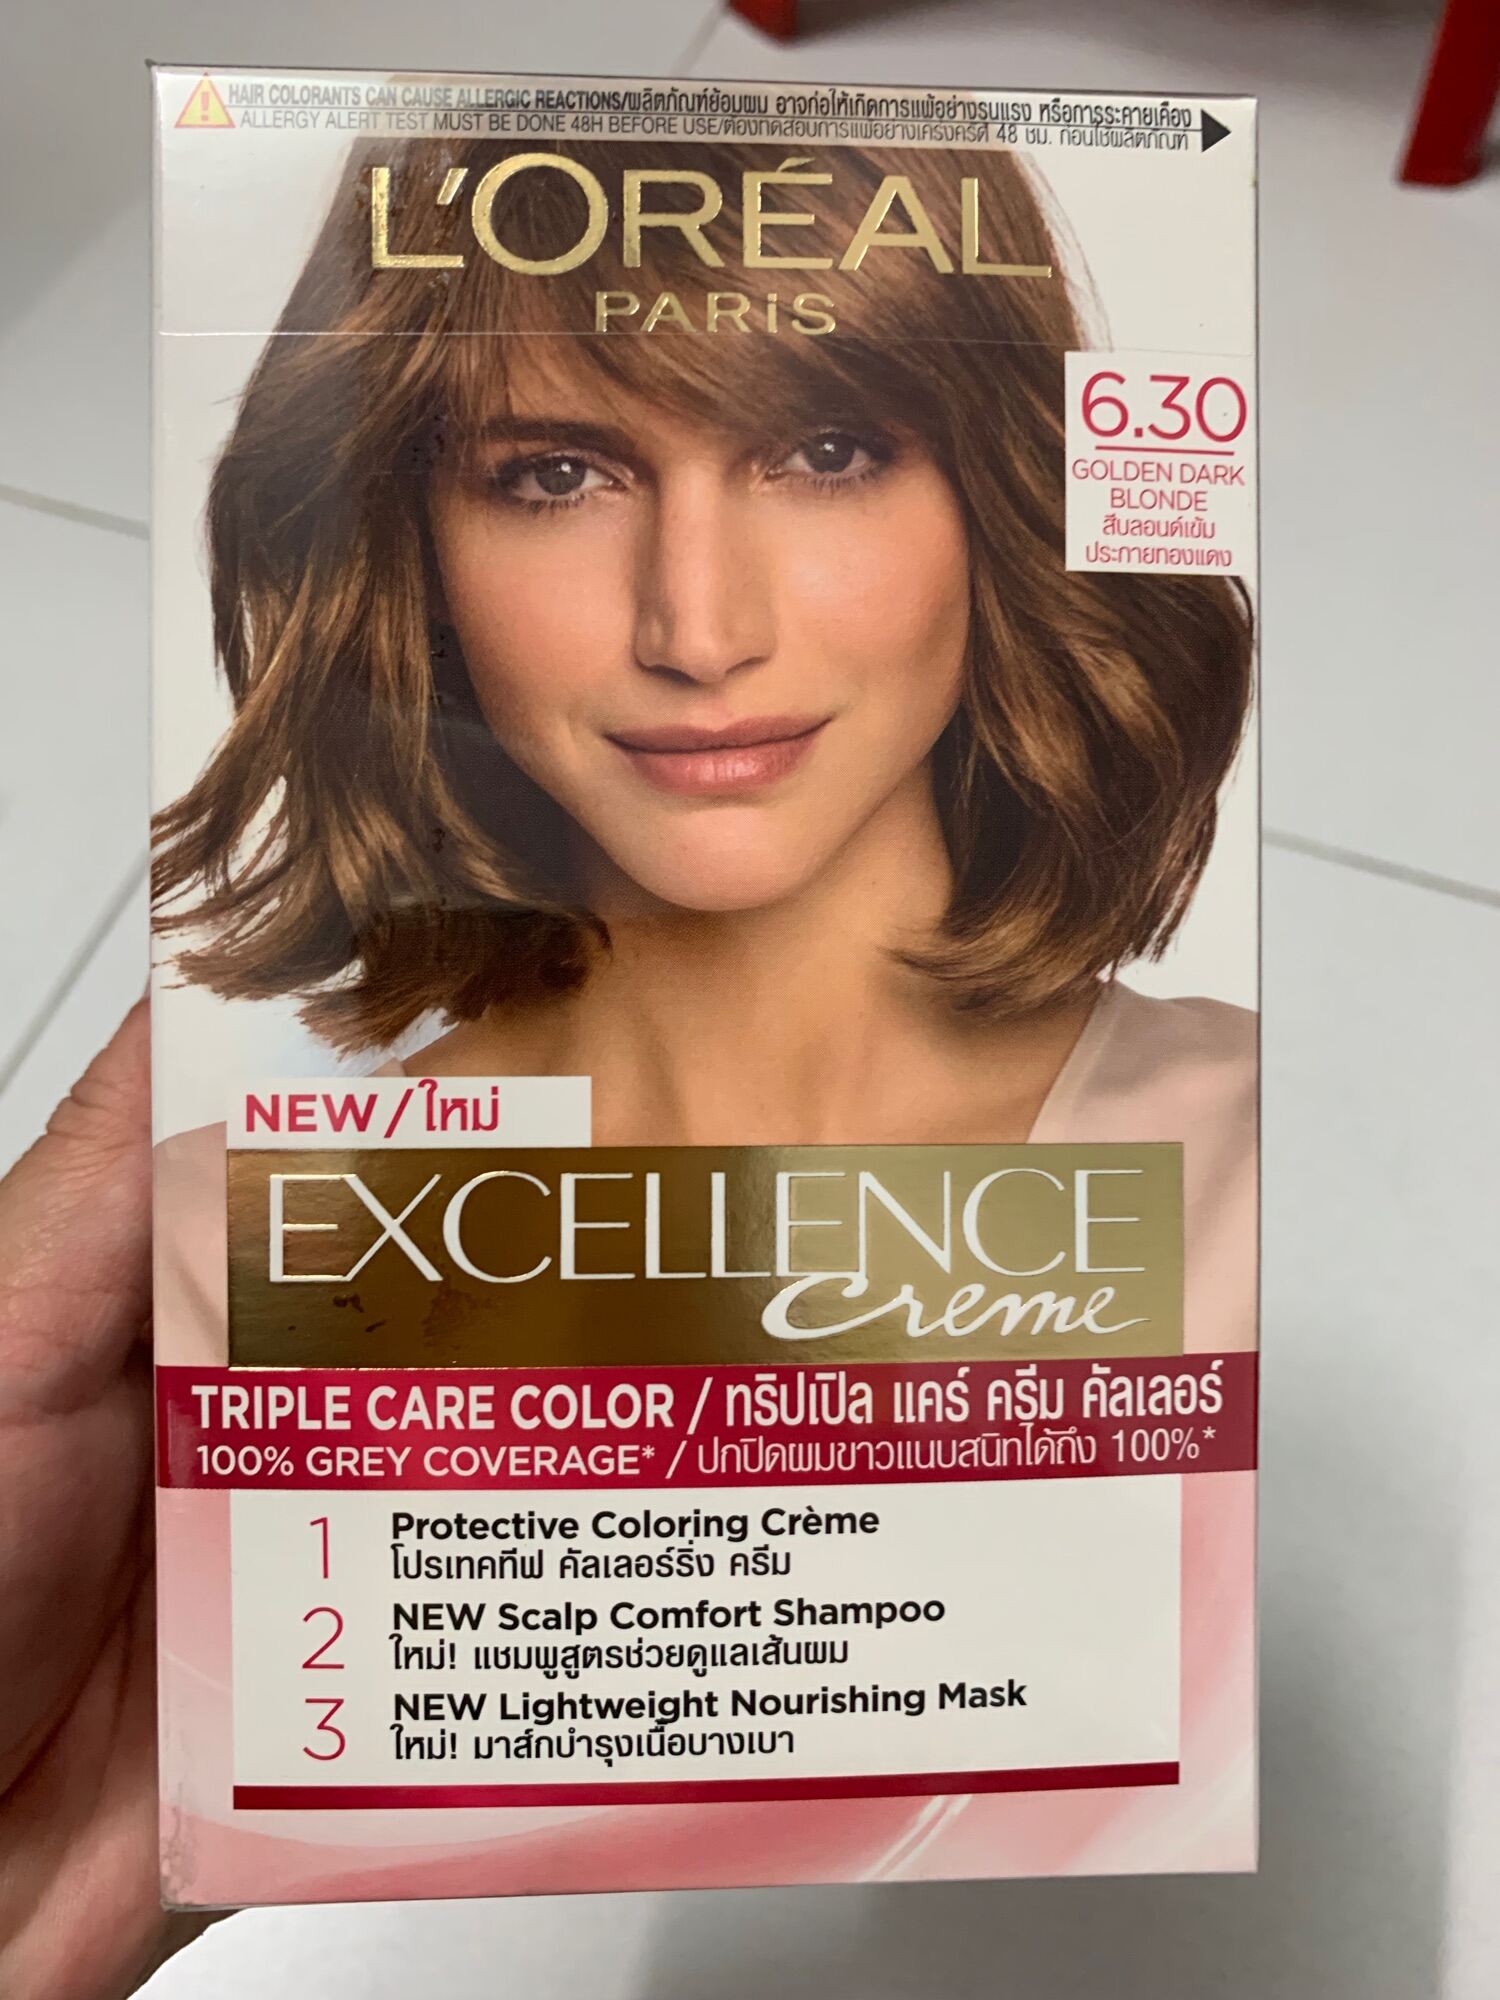 HAIR COLORANTS CAN CAUSE ALLERGIC REACTIONS/ผลิตภัณฑ์ย้อมผม อาจก่อให้เกิดการแพ้อย่างรุนแรง หรือการระคายเคือง
ALLERGY ALERT TEST MUST BE DONE 48H BEFORE USE/ต้องทดสอบการแพ้อย่างเคร่งครัด 48 ชม. ก่อนใช้ผลิตภัณฑ์
L'ORÉAL
PARiS
6.30
GOLDEN DARK
BLONDE
สีบลอนด์เข้ม
ประกายทองแดง
NEW/ใหม่
EXCELLENCE
Creme
TRIPLE CARE COLOR / ทริปเปิล แคร์ ครีม คัลเลอร์
100% GREY COVERAGE* / ปกปิดผมขาวแนบสนิทได้ถึง 100%*
1 Protective Coloring Crème
โปรเทคทีฟ คัลเลอร์ริ่ง ครีม
2 NEW Scalp Comfort Shampoo
ใหม่! แชมพูสูตรช่วยดูแลเส้นผม
3 NEW Lightweight Nourishing Mask
ใหม่! มาส์กบำรุงเนื้อบางเบา